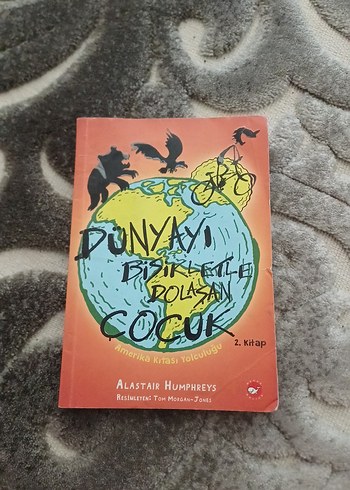 DÜNYAYI
BİSİKLETLE
DOLAŞAN
ÇOCUK
2. Kitap
Amerika Kıtası Yolculuğu
ALASTAIR HUMPHREYS
RESİMLEYEN: TOM MORGAN-JONES